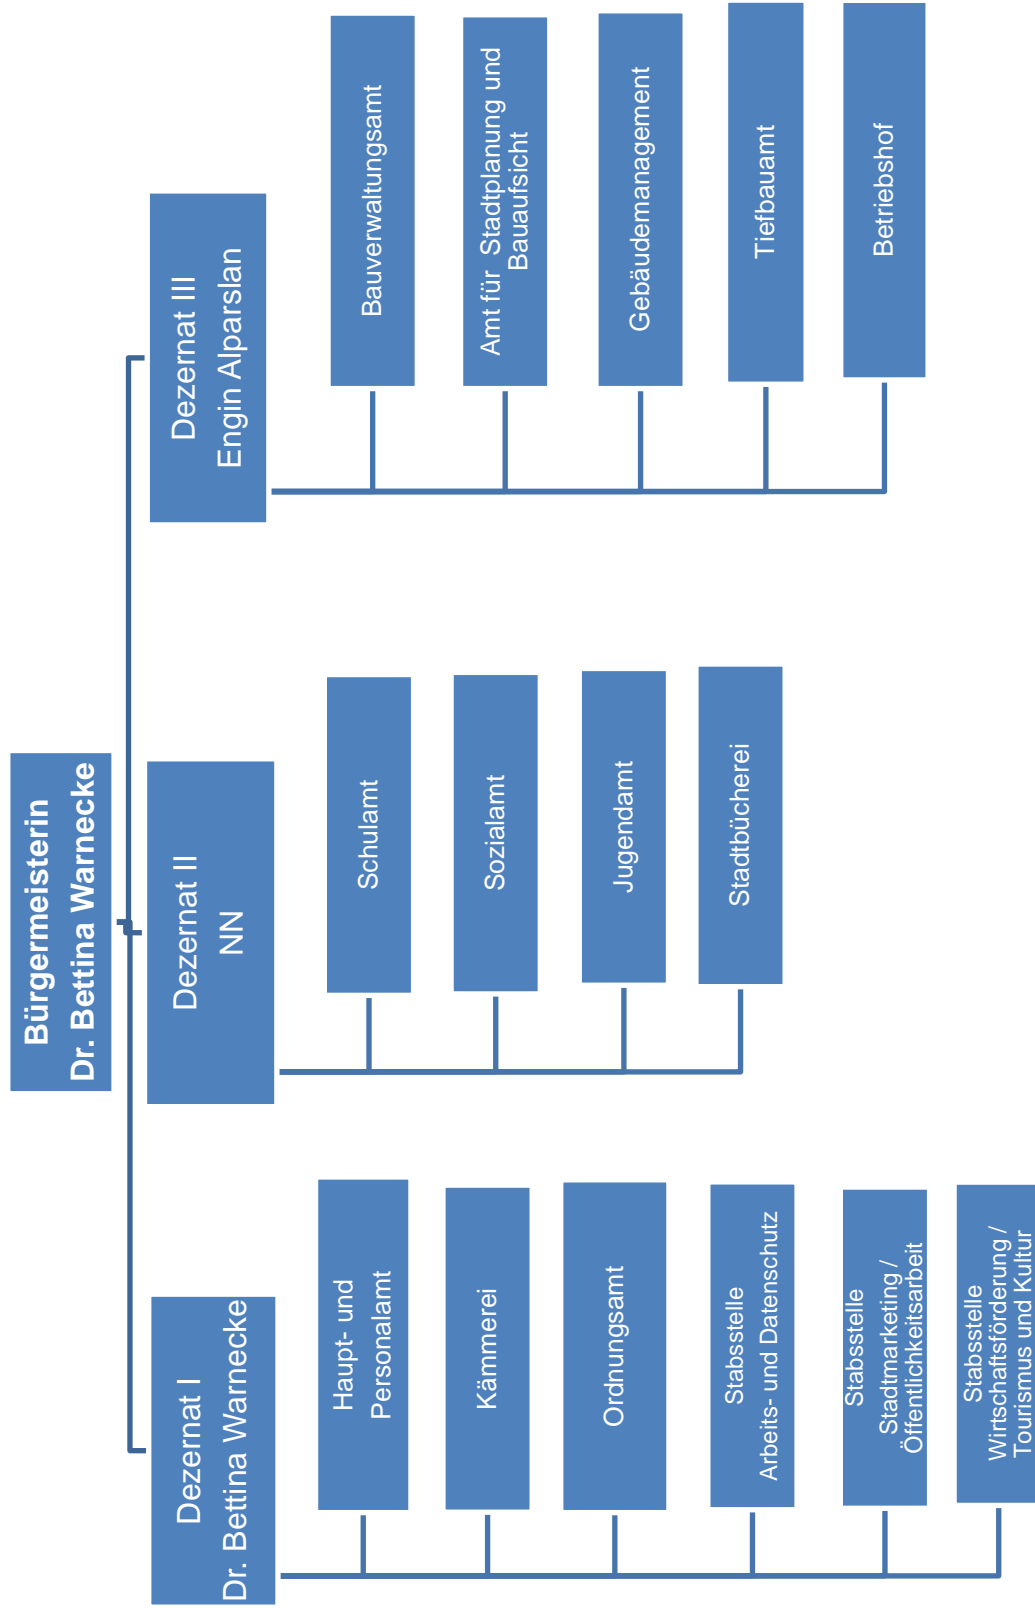 Bürgermeisterin
Dr. Bettina Warnecke
Dezernat I
Dr. Bettina Warnecke
Haupt- und
Personalamt
Kämmerei
Ordnungsamt
Stabsstelle
Arbeits- und Datenschutz
Stabsstelle
Stadtmarketing /
Öffentlichkeitsarbeit
Stabsstelle
Wirtschaftsförderung /
Tourismus und Kultur
Dezernat II
NN
Schulamt
Sozialamt
Jugendamt
Stadtbücherei
Dezernat III
Engin Alparslan
Bauverwaltungsamt
Amt für Stadtplanung und
Bauaufsicht
Gebäudemanagement
Tiefbauamt
Betriebshof